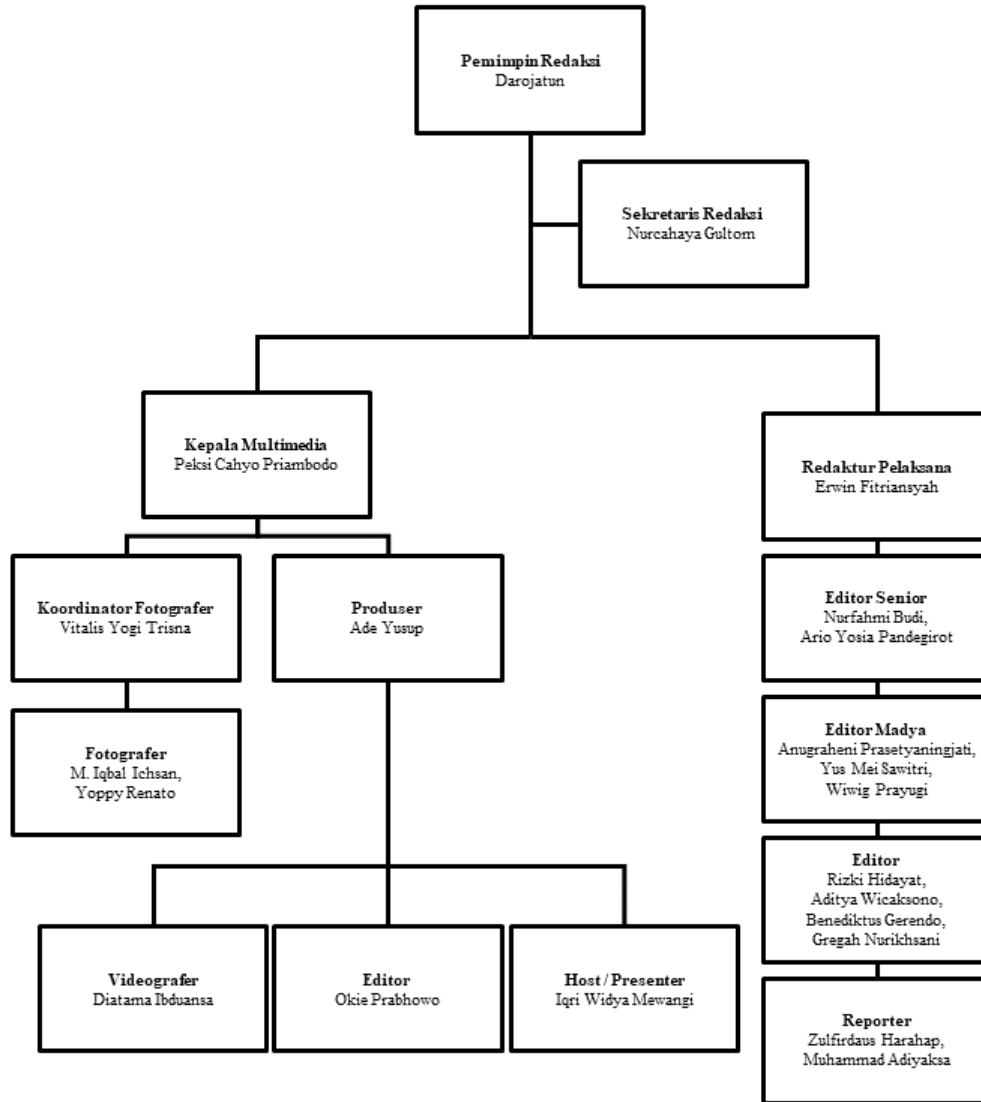 Pemimpin Redaksi
Darojatun
Sekretaris Redaksi
Nurcahaya Gultom
Kepala Multimedia
Peksi Cahyo Priambodo
Redaktur Pelaksana
Erwin Fitriansyah
Koordinator Fotografer
Vitalis Yogi Trisna
Produser
Ade Yusup
Editor Senior
Nurfahmi Budi,
Ario Yosia Pandegirot
Fotografer
M. Iqbal Ichsan,
Yoppy Renato
Editor Madya
Anugraheni Prasetyaningjati,
Yus Mei Sawitri,
Wiwig Prayugi
Editor
Rizki Hidayat,
Aditya Wicaksono,
Benediktus Gerendo,
Gregah Nurikhsani
Videografer
Diatama Ibduansa
Editor
Okie Prabhowo
Host / Presenter
Iqri Widya Mewangi
Reporter
Zulfirdaus Harahap,
Muhammad Adiyaksa